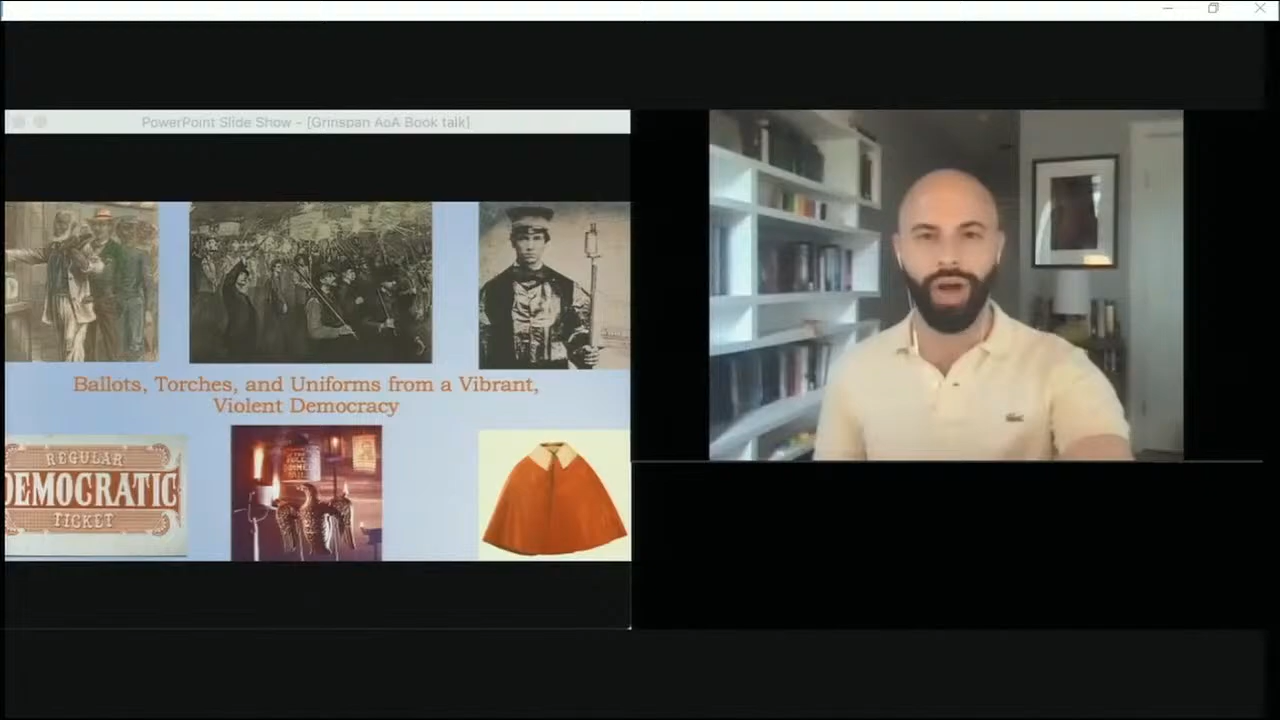 PowerPoint Slide Show - [Grinspan AoA Book talk]
Ballots, Torches, and Uniforms from a Vibrant,
Violent Democracy
REGULAR
DEMOCRATIC
TICKET